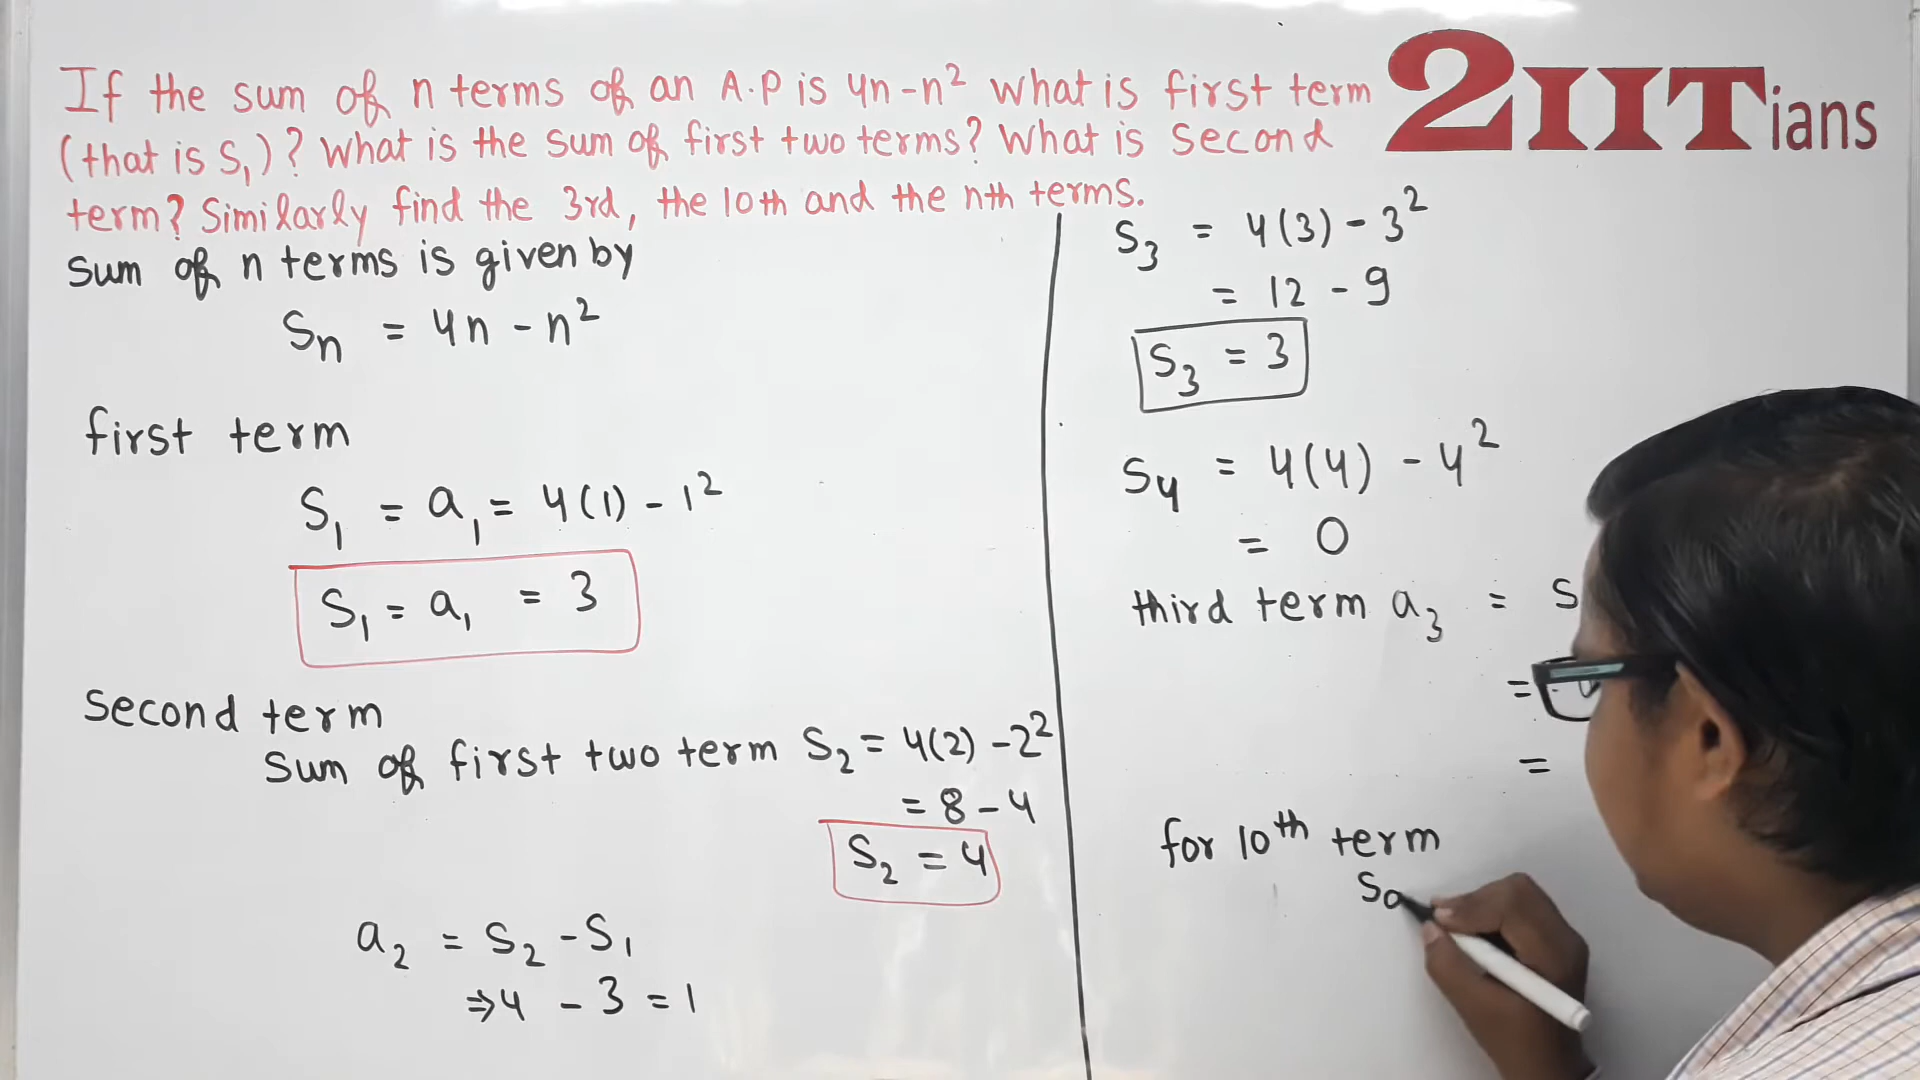 If the sum of n terms of an A.P is 4n-n² what is first term
(that is S₁)? What is the sum of first two terms? What is second
term? Similarly find the 3rd, the 10th and the nth terms.
2IITians
Sum of n terms is given by
Sₙ = 4n - n²
first term
S₁ = a₁ = 4(1) - 1²
S₁ = a₁ = 3
Second term
Sum of first two term S₂ = 4(2) - 2²
= 8 - 4
S₂ = 4
a₂ = S₂ - S₁
⇒ 4 - 3 = 1
S₃ = 4(3) - 3²
= 12 - 9
S₃ = 3
S₄ = 4(4) - 4²
= 0
third term a₃ = S
=
=
for 10th term
S